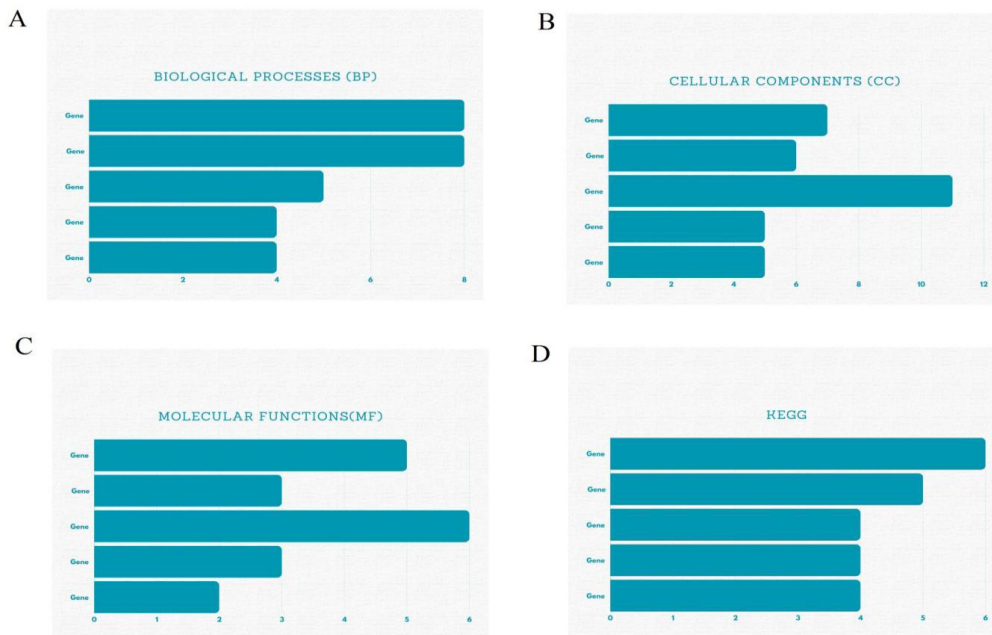 A
BIOLOGICAL PROCESSES (BP)
Gene
Gene
Gene
Gene
Gene
0 2 4 6 8
B
CELLULAR COMPONENTS (CC)
Gene
Gene
Gene
Gene
Gene
0 2 4 6 8 10 12
C
MOLECULAR FUNCTIONS(MF)
Gene
Gene
Gene
Gene
Gene
0 1 2 3 4 5 6
D
KEGG
Gene
Gene
Gene
Gene
Gene
0 1 2 3 4 5 6